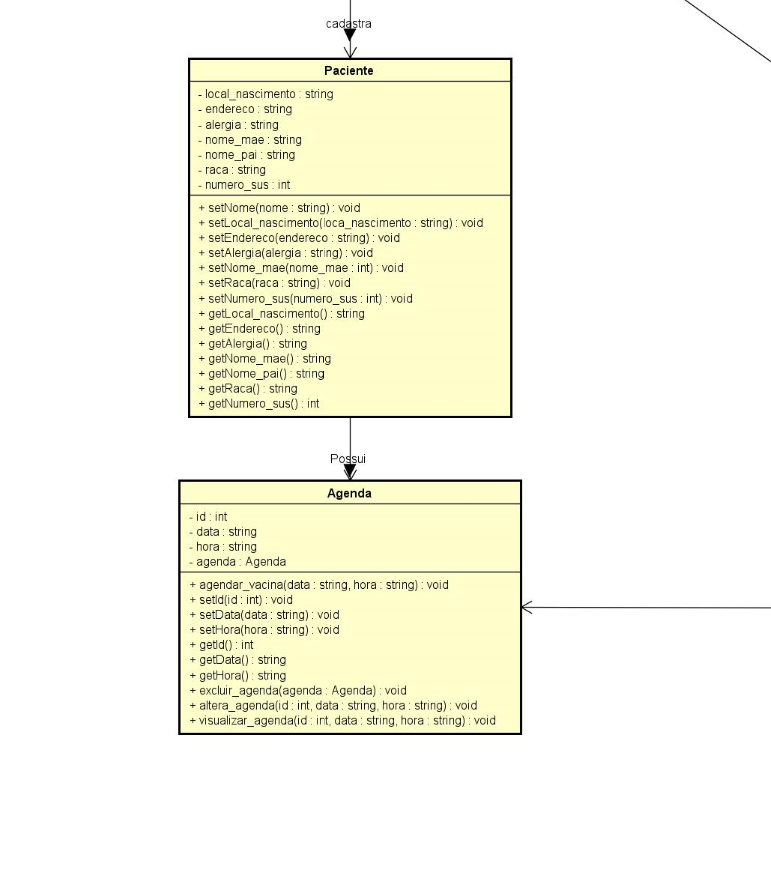 cadastra
Paciente
- local_nascimento : string
- endereco : string
- alergia : string
- nome_mae : string
- nome_pai : string
- raca : string
- numero_sus : int
+ setNome(nome : string) : void
+ setLocal_nascimento(loca_nascimento : string) : void
+ setEndereco(endereco : string) : void
+ setAlergia(alergia : string) : void
+ setNome_mae(nome_mae : int) : void
+ setRaca(raca : string) : void
+ setNumero_sus(numero_sus : int) : void
+ getLocal_nascimento() : string
+ getEndereco() : string
+ getAlergia() : string
+ getNome_mae() : string
+ getNome_pai() : string
+ getRaca() : string
+ getNumero_sus() : int
Possui
Agenda
- id : int
- data : string
- hora : string
- agenda : Agenda
+ agendar_vacina(data : string, hora : string) : void
+ setId(id : int) : void
+ setData(data : string) : void
+ setHora(hora : string) : void
+ getId() : int
+ getData() : string
+ getHora() : string
+ excluir_agenda(agenda : Agenda) : void
+ altera_agenda(id : int, data : string, hora : string) : void
+ visualizar_agenda(id : int, data : string, hora : string) : void